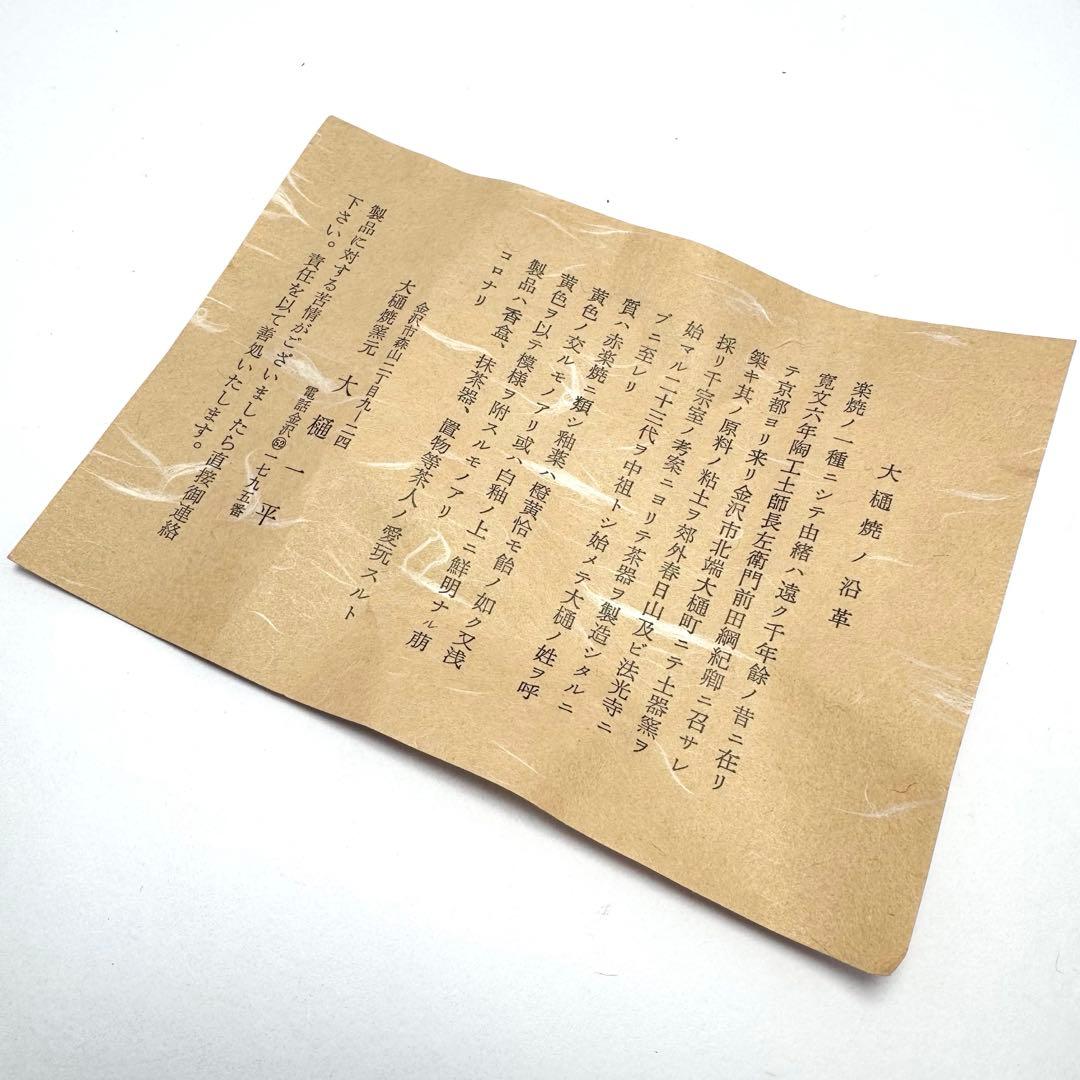 大樋焼ノ沿革
楽焼ノ一種ニシテ由緒ハ遠ク千年餘ノ昔ニ在リ
寛文六年陶工土師長左衛門前田綱紀卿ニ召サレ
テ京都ヨリ来リ金沢市北端大樋町ニテ土器窯ヲ
築キ其ノ原料ノ粘土ヲ郊外春日山及ビ法光寺ニ
採リ千宗室ノ考案ニヨリテ茶器ヲ製造シタルニ
始マル二十三代ヲ中祖トシ始メテ大樋ノ姓ヲ呼
ブニ至レリ
質ハ赤楽焼ニ類シ釉薬ハ橙黄恰モ飴ノ如ク又浅
黄色ノ交ルモノアリ或ハ白釉ノ上ニ鮮明ナル萠
黄色ヲ以テ模様ヲ附スルモノアリ
製品ハ香盒、抹茶器、置物等茶人ノ愛玩スルト
コロナリ
金沢市森山二丁目九ー二四
大樋焼窯元 大樋一平
電話金沢52一七九五番
製品に対する苦情がございましたら直接御連絡
下さい。責任を以て善処いたします。